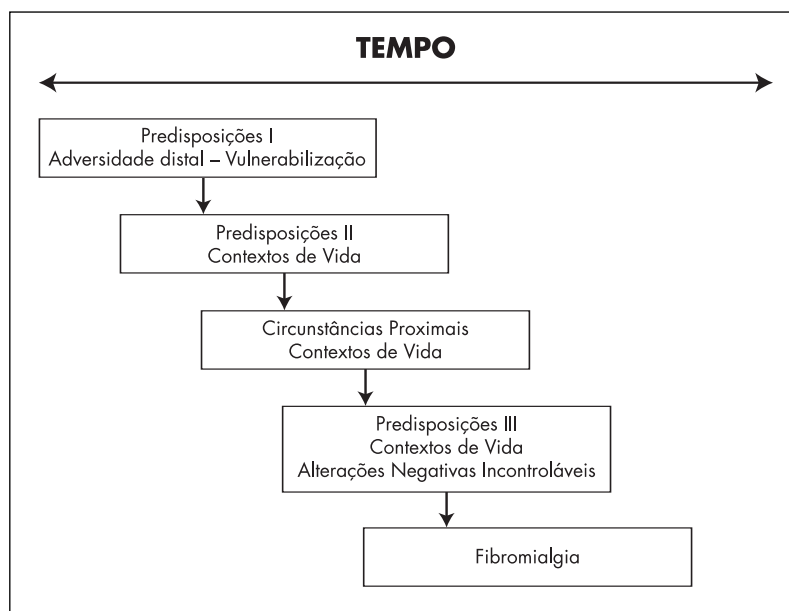 TEMPO
Predisposições I
Adversidade distal – Vulnerabilização
Predisposições II
Contextos de Vida
Circunstâncias Proximais
Contextos de Vida
Predisposições III
Contextos de Vida
Alterações Negativas Incontroláveis
Fibromialgia